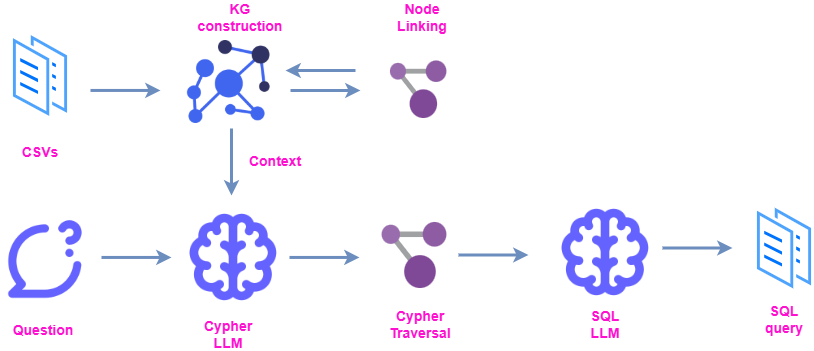 KG
construction
Node
Linking
CSVs
Context
Question
Cypher
LLM
Cypher
Traversal
SQL
LLM
SQL
query